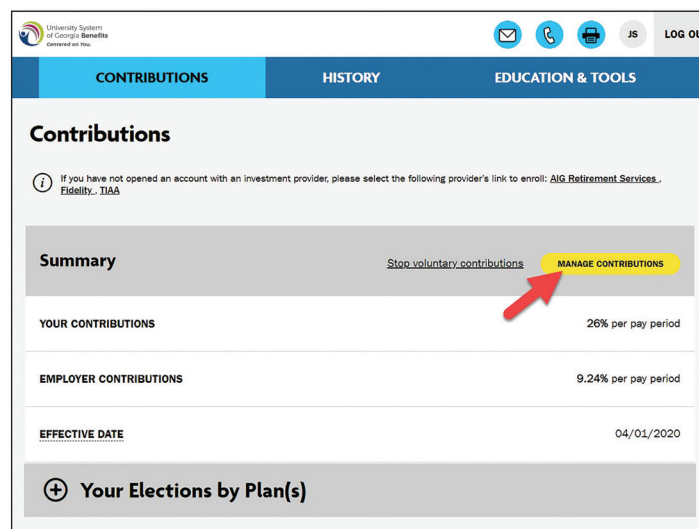 University System
of Georgia Benefits
Centered on You.
JS
LOG OU
CONTRIBUTIONS
HISTORY
EDUCATION & TOOLS
Contributions
If you have not opened an account with an investment provider, please select the following provider's link to enroll: AIG Retirement Services ,
Fidelity , TIAA
Summary
Stop voluntary contributions
MANAGE CONTRIBUTIONS
YOUR CONTRIBUTIONS
26% per pay period
EMPLOYER CONTRIBUTIONS
9.24% per pay period
EFFECTIVE DATE
04/01/2020
Your Elections by Plan(s)